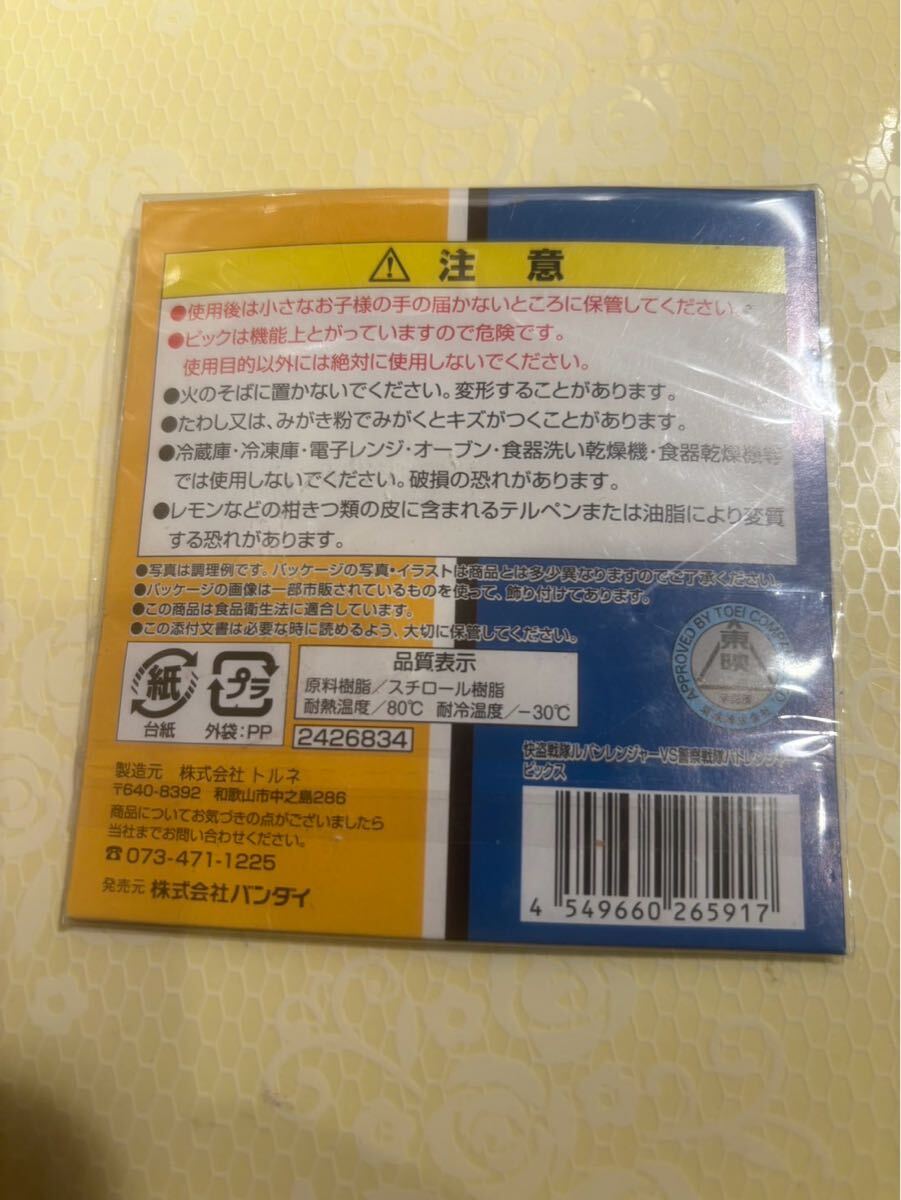 注意
●使用後は小さなお子様の手の届かないところに保管してください。
●ピックは機能上とがっていますので危険です。
使用目的以外には絶対に使用しないでください。
●火のそばに置かないでください。変形することがあります。
●たわし又は、みがき粉でみがくとキズがつくことがあります。
●冷蔵庫・冷凍庫・電子レンジ・オーブン・食器洗い乾燥機・食器乾燥機等
では使用しないでください。破損の恐れがあります。
●レモンなどの柑きつ類の皮に含まれるテルペンまたは油脂により変質
する恐れがあります。
●写真は調理例です。パッケージの写真・イラストは商品とは多少異なりますのでご了承ください。
●パッケージの画像は一部市販されているものを使って、飾り付けてあります。
●この商品は食品衛生法に適合しています。
●この添付文書は必要な時に読めるよう、大切に保管してください。
紙
台紙
プラ
外袋:PP
品質表示
原料樹脂/スチロール樹脂
耐熱温度/80℃ 耐冷温度/-30℃
2426834
APPROVED BY TOEI COMPANY
東映
製造元 株式会社トルネ
〒640-8392 和歌山市中之島286
商品についてお気づきの点がございましたら
当社までお問い合わせください。
☎073-471-1225
発売元 株式会社バンダイ
快盗戦隊ルパンレンジャーVS警察戦隊パトレンジャー
ピックス
4 549660 265917